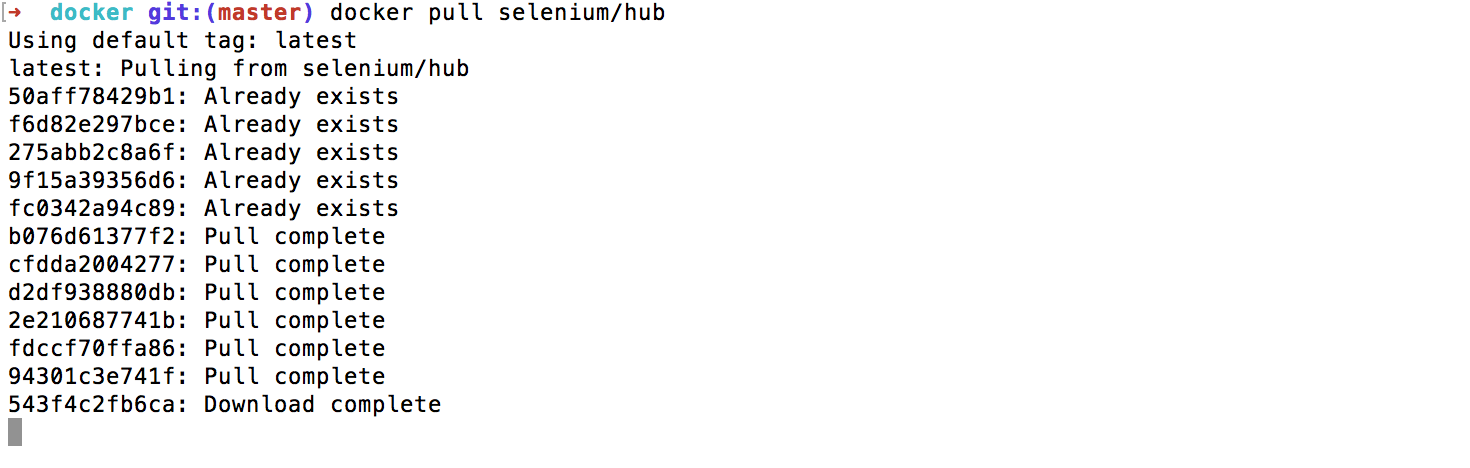 [➜  docker git:(master) docker pull selenium/hub
Using default tag: latest
latest: Pulling from selenium/hub
50aff78429b1: Already exists
f6d82e297bce: Already exists
275abb2c8a6f: Already exists
9f15a39356d6: Already exists
fc0342a94c89: Already exists
b076d61377f2: Pull complete
cfdda2004277: Pull complete
d2df938880db: Pull complete
2e210687741b: Pull complete
fdccf70ffa86: Pull complete
94301c3e741f: Pull complete
543f4c2fb6ca: Download complete